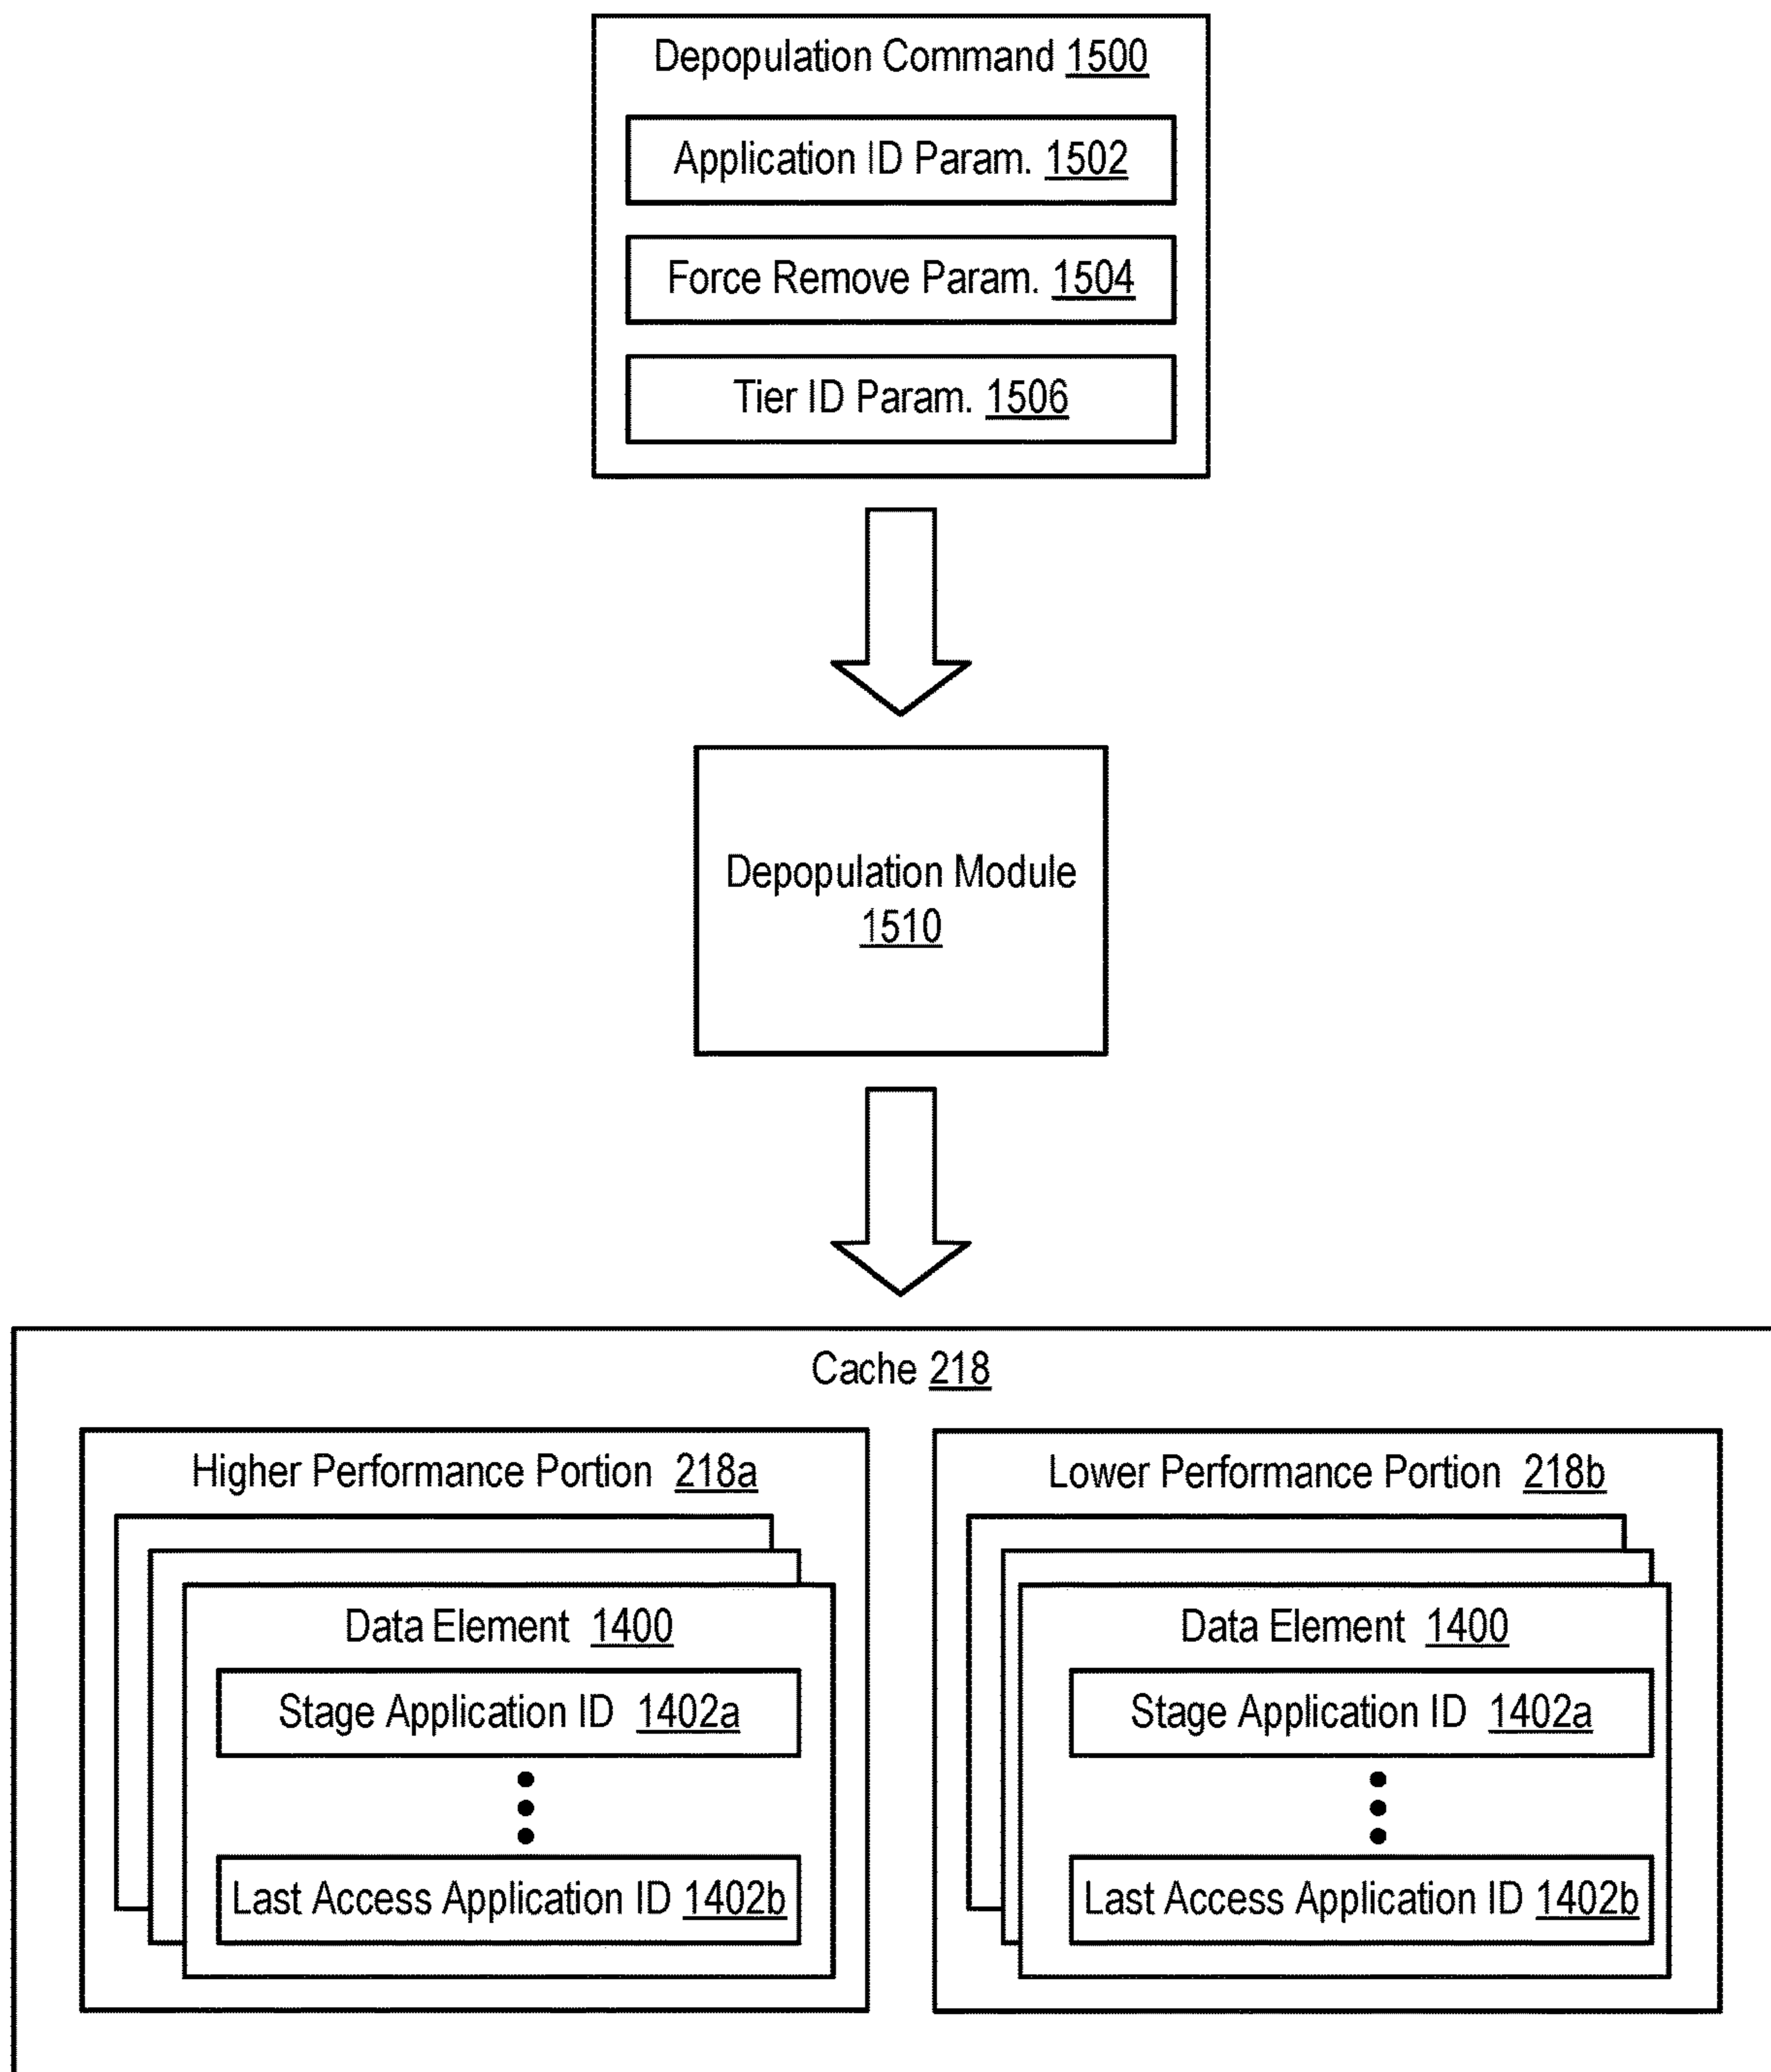 Depopulation Command 1500
Application ID Param. 1502
Force Remove Param. 1504
Tier ID Param. 1506
Depopulation Module
1510
Cache 218
Higher Performance Portion 218a
Data Element 1400
Stage Application ID 1402a
Last Access Application ID 1402b
Lower Performance Portion 218b
Data Element 1400
Stage Application ID 1402a
Last Access Application ID 1402b